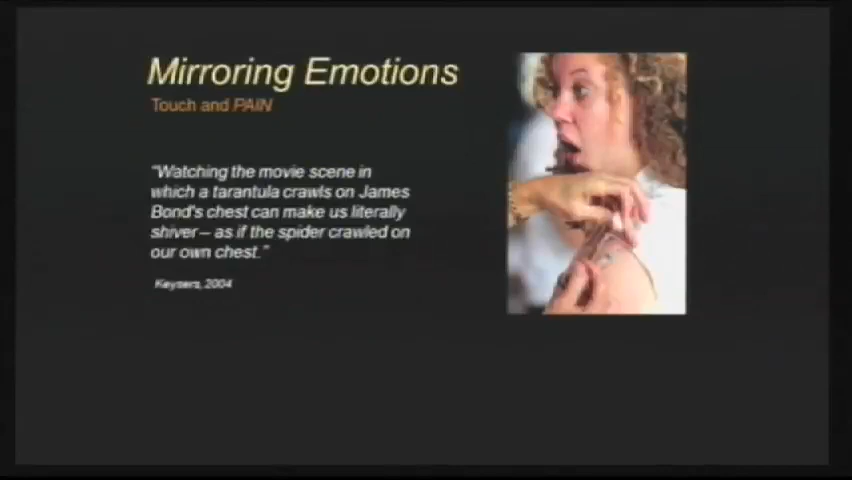 Mirroring Emotions
Touch and PAIN
"Watching the movie scene in
which a tarantula crawls on James
Bond's chest can make us literally
shiver – as if the spider crawled on
our own chest."
Keysers, 2004